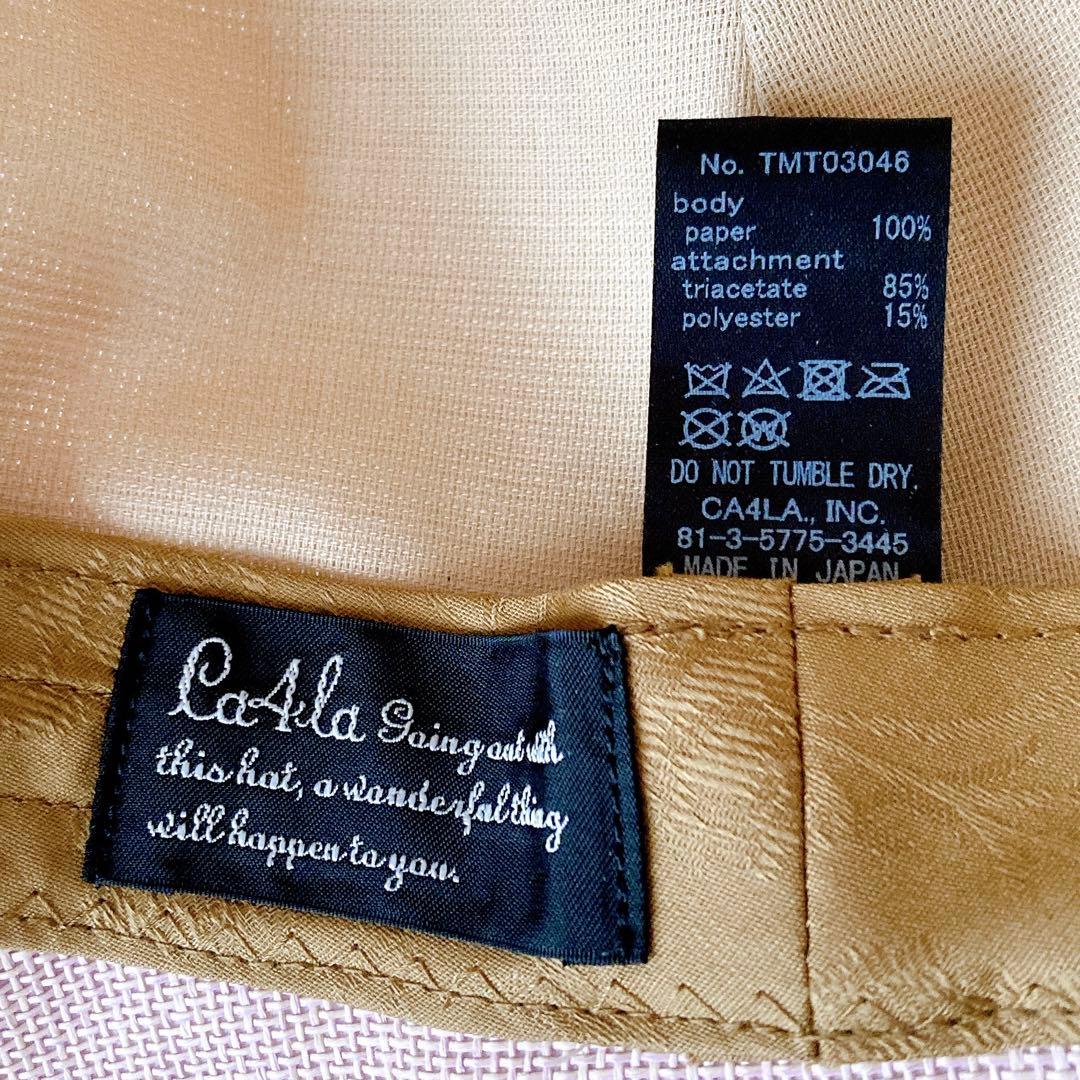 No. TMT03046
body
paper 100%
attachment
triacetate 85%
polyester 15%
DO NOT TUMBLE DRY.
CA4LA., INC.
81-3-5775-3445
MADE IN JAPAN
Ca4la Going out with
this hat, a wonderful thing
will happen to you.